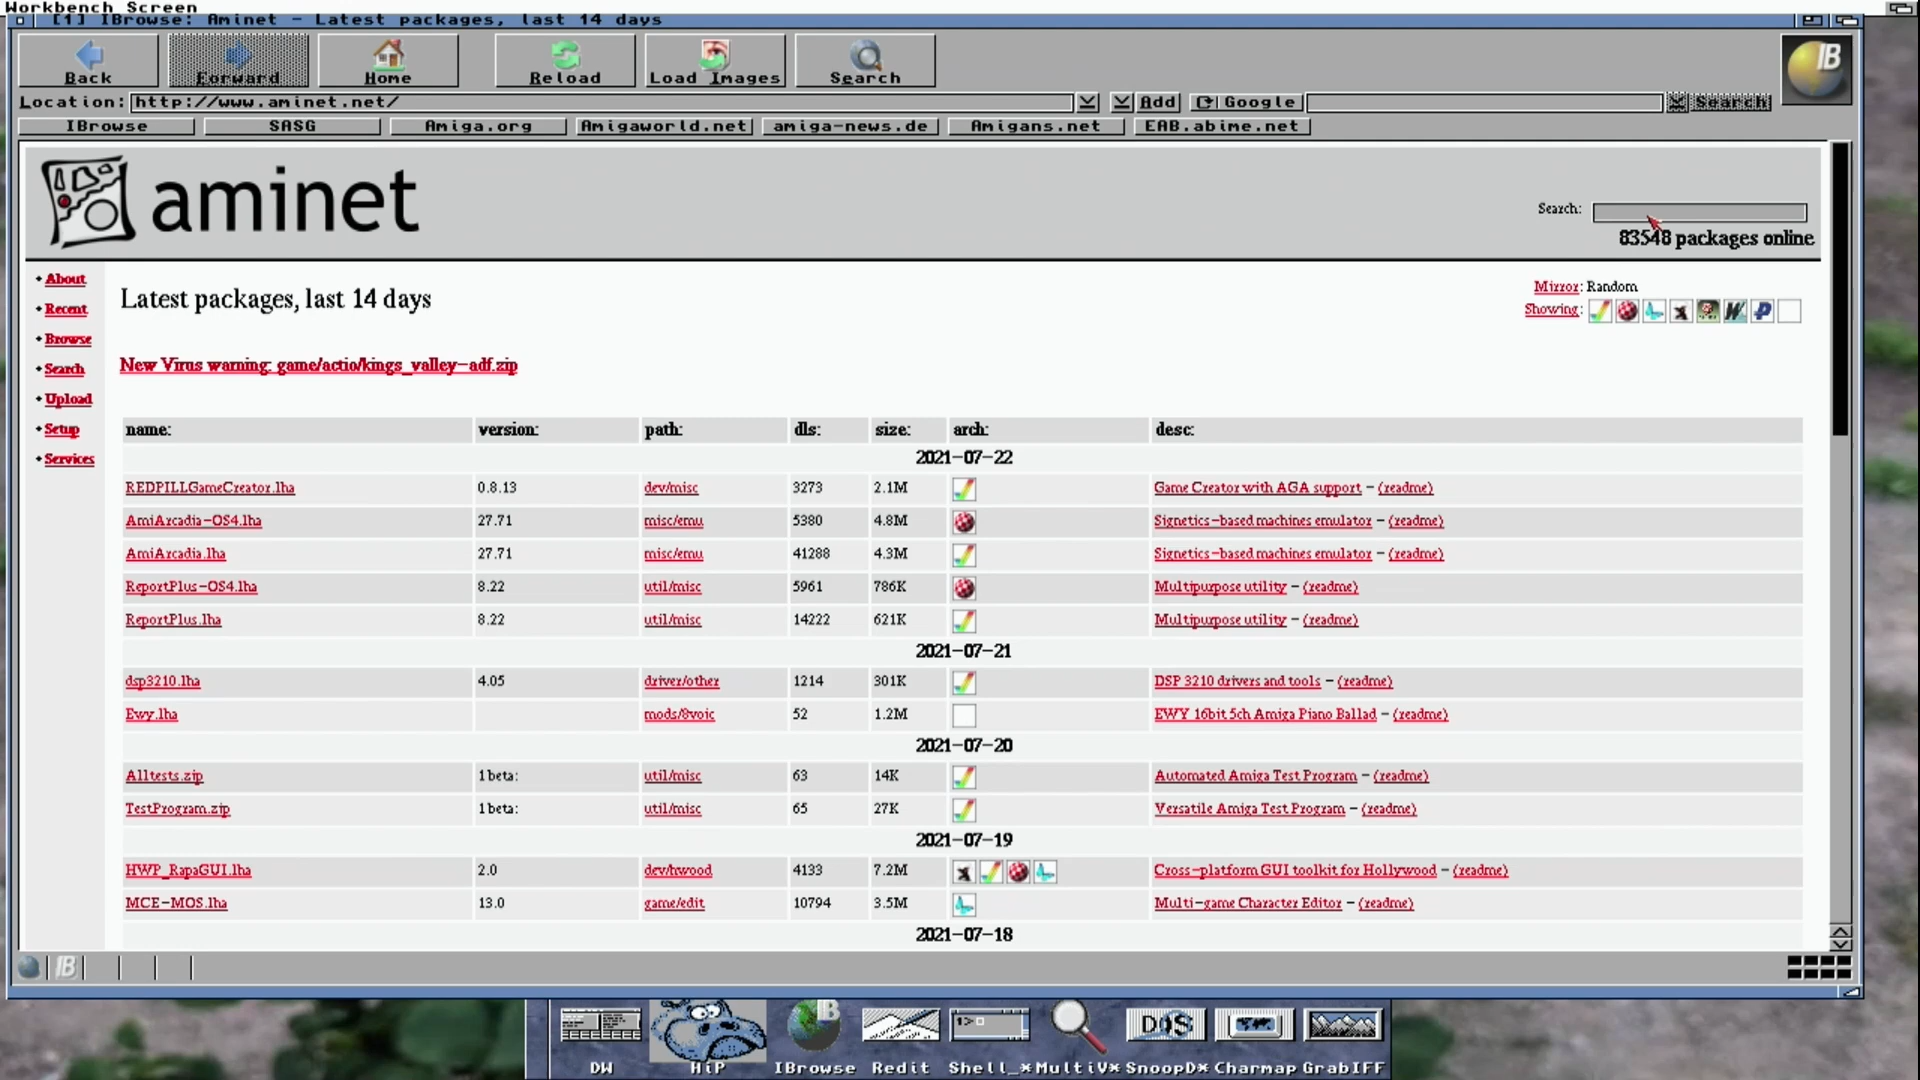 Workbench Screen
[1] IBrowse: Aminet - Latest packages, last 14 days
Back Forward Home Reload Load Images Search
IB
Location: http://www.aminet.net/ Add Google Search
IBrowse SASG Amiga.org Amigaworld.net amiga-news.de Amigans.net EAB.abime.net
aminet
Search:
83548 packages online
About
Recent
Browse
Search
Upload
Setup
Services
Latest packages, last 14 days
Mirror: Random
Showing:
New Virus warning: game/actio/kings_valley-adf.zip
name: version: path: dls: size: arch: desc:
2021-07-22
REDPILLGameCreator.lha 0.8.13 dev/misc 3273 2.1M Game Creator with AGA support - (readme)
AmiArcadia-OS4.lha 27.71 misc/emu 5380 4.8M Signetics-based machines emulator - (readme)
AmiArcadia.lha 27.71 misc/emu 41288 4.3M Signetics-based machines emulator - (readme)
ReportPlus-OS4.lha 8.22 util/misc 5961 786K Multipurpose utility - (readme)
ReportPlus.lha 8.22 util/misc 14222 621K Multipurpose utility - (readme)
2021-07-21
dsp3210.lha 4.05 driver/other 1214 301K DSP 3210 drivers and tools - (readme)
Ewy.lha mods/8voic 52 1.2M EWY 16bit 5ch Amiga Piano Ballad - (readme)
2021-07-20
Alltests.zip 1beta: util/misc 63 14K Automated Amiga Test Program - (readme)
TestProgram.zip 1beta: util/misc 65 27K Versatile Amiga Test Program - (readme)
2021-07-19
HWP_RapaGUI.lha 2.0 dev/hwood 4133 7.2M Cross-platform GUI toolkit for Hollywood - (readme)
MCE-MOS.lha 13.0 game/edit 10794 3.5M Multi-game Character Editor - (readme)
2021-07-18
IB
DW HiP IBrowse Redit Shell_* MultiV* SnoopD* Charmap GrabIFF